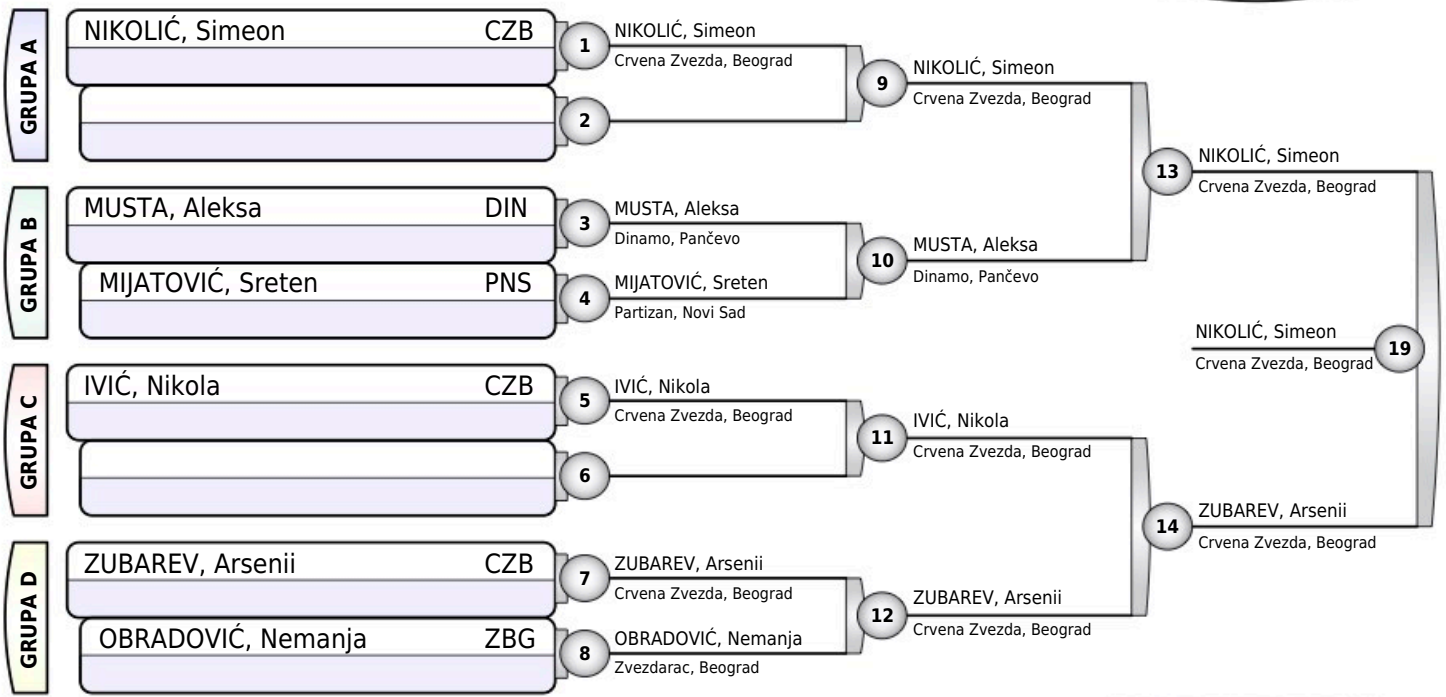 GRUPA A
NIKOLIĆ, Simeon CZB
1
2
GRUPA B
MUSTA, Aleksa DIN
MIJATOVIĆ, Sreten PNS
3
4
GRUPA C
IVIĆ, Nikola CZB
5
6
GRUPA D
ZUBAREV, Arsenii CZB
OBRADOVIĆ, Nemanja ZBG
7
8
NIKOLIĆ, Simeon
Crvena Zvezda, Beograd
MUSTA, Aleksa
Dinamo, Pančevo
MIJATOVIĆ, Sreten
Partizan, Novi Sad
IVIĆ, Nikola
Crvena Zvezda, Beograd
ZUBAREV, Arsenii
Crvena Zvezda, Beograd
OBRADOVIĆ, Nemanja
Zvezdarac, Beograd
9
NIKOLIĆ, Simeon
Crvena Zvezda, Beograd
10
MUSTA, Aleksa
Dinamo, Pančevo
11
IVIĆ, Nikola
Crvena Zvezda, Beograd
12
ZUBAREV, Arsenii
Crvena Zvezda, Beograd
13
NIKOLIĆ, Simeon
Crvena Zvezda, Beograd
14
ZUBAREV, Arsenii
Crvena Zvezda, Beograd
NIKOLIĆ, Simeon
Crvena Zvezda, Beograd
19